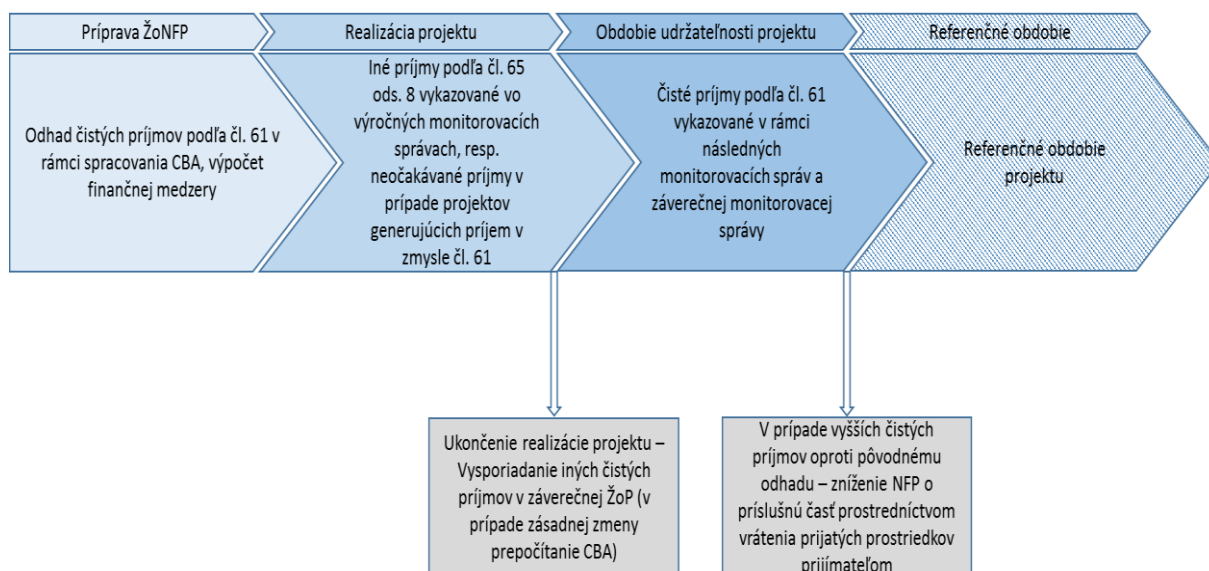 Príprava ŽoNFP
Realizácia projektu
Obdobie udržateľnosti projektu
Referenčné obdobie
Odhad čistých príjmov podľa čl. 61 v
rámci spracovania CBA, výpočet
finančnej medzery
Iné príjmy podľa čl. 65
ods. 8 vykazované vo
výročných monitorovacích
správach, resp.
neočakávané príjmy v
prípade projektov
generujúcich príjem v
zmysle čl. 61
Čisté príjmy podľa čl. 61
vykazované v rámci
následných
monitorovacích správ a
záverečnej monitorovacej
správy
Referenčné obdobie
projektu
Ukončenie realizácie projektu –
Vysporiadanie iných čistých
príjmov v záverečnej ŽoP (v
prípade zásadnej zmeny
prepočítanie CBA)
V prípade vyšších čistých
príjmov oproti pôvodnému
odhadu – zníženie NFP o
príslušnú časť prostredníctvom
vrátenia prijatých prostriedkov
prijímateľom